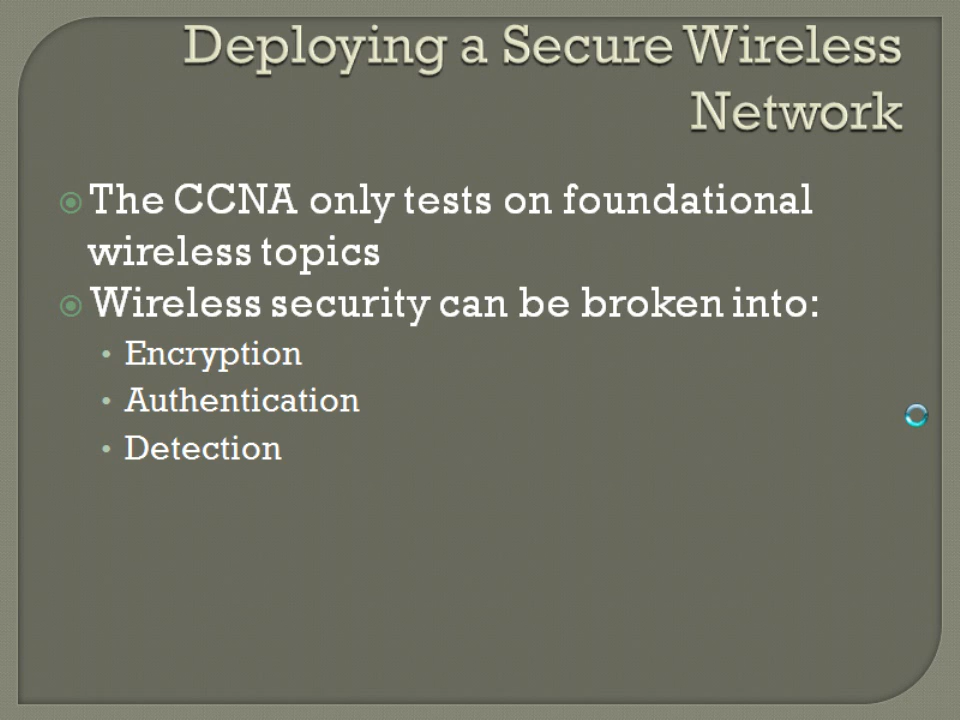 Deploying a Secure Wireless
Network
The CCNA only tests on foundational
wireless topics
Wireless security can be broken into:
• Encryption
• Authentication
• Detection